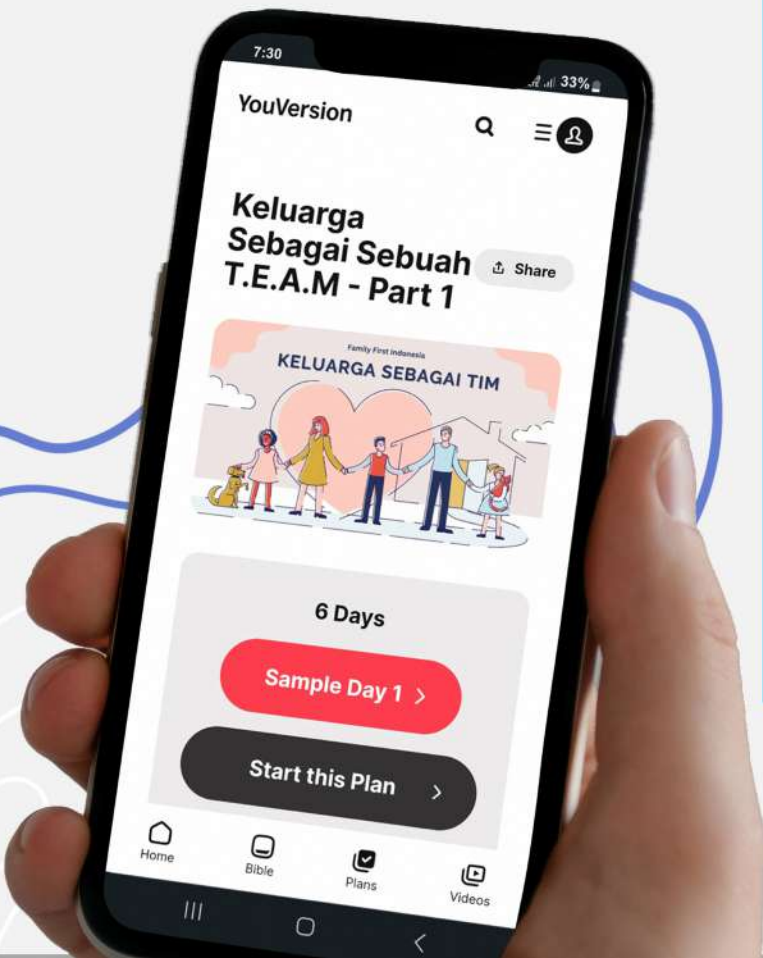 7:30
33%
YouVersion
Keluarga
Sebagai Sebuah
T.E.A.M - Part 1
Share
Family First Indonesia
KELUARGA SEBAGAI TIM
6 Days
Sample Day 1
Start this Plan
Home
Bible
Plans
Videos